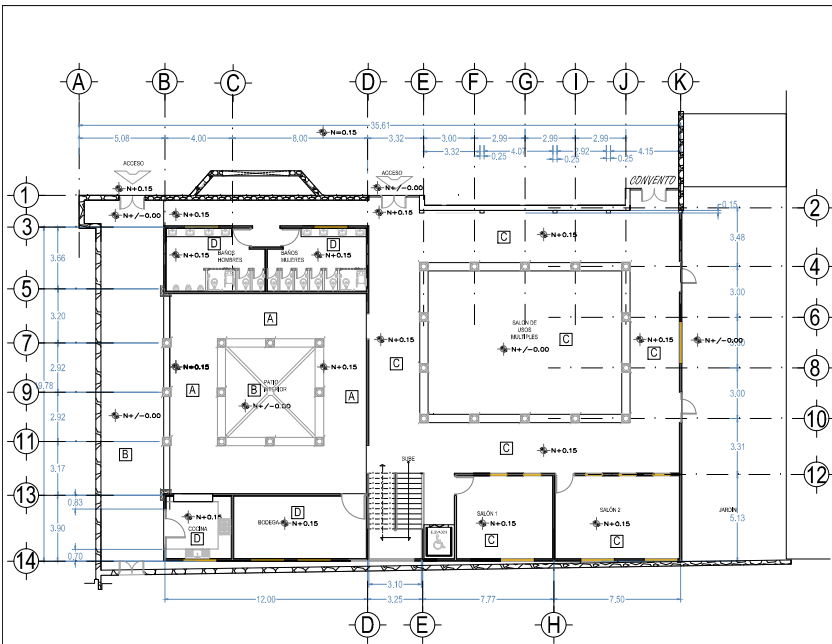 A
B
C
D
E
F
G
I
J
K
35.61
N=0.15
5.08
4.00
8.00
3.32
3.00
2.99
2.99
2.99
3.32
4.07
2.92
4.15
0.25
0.25
0.25
ACCESO
N+0.15
ACCESO
N+/-0.00
CONVENTO
1
N+/-0.00
N+0.15
N+0.15
0.15
2
3
D
BAÑOS
HOMBRES
N+0.15
D
BAÑOS
MUJERES
N+0.15
C
N+0.15
3.66
3.48
4
5
3.20
A
3.00
6
7
N+0.15
N+0.15
N+0.15
SALON DE
USOS
MULTIPLES
C
N+/-0.00
N+0.15
C
N+/-0.00
2.92
C
8
9.78
9
A
B
PATIO
N+/-0.00
A
3.00
2.92
N+/-0.00
10
11
B
C
N+0.15
3.31
3.17
SUBE
12
13
0.83
N+0.15
COCINA
D
BODEGA
D
N+0.15
SALÓN 1
N+0.15
C
SALÓN 2
N+0.15
C
JARDIN
5.13
3.90
ELEVADOR
14
0.70
3.10
12.00
3.25
7.77
7.50
D
E
H